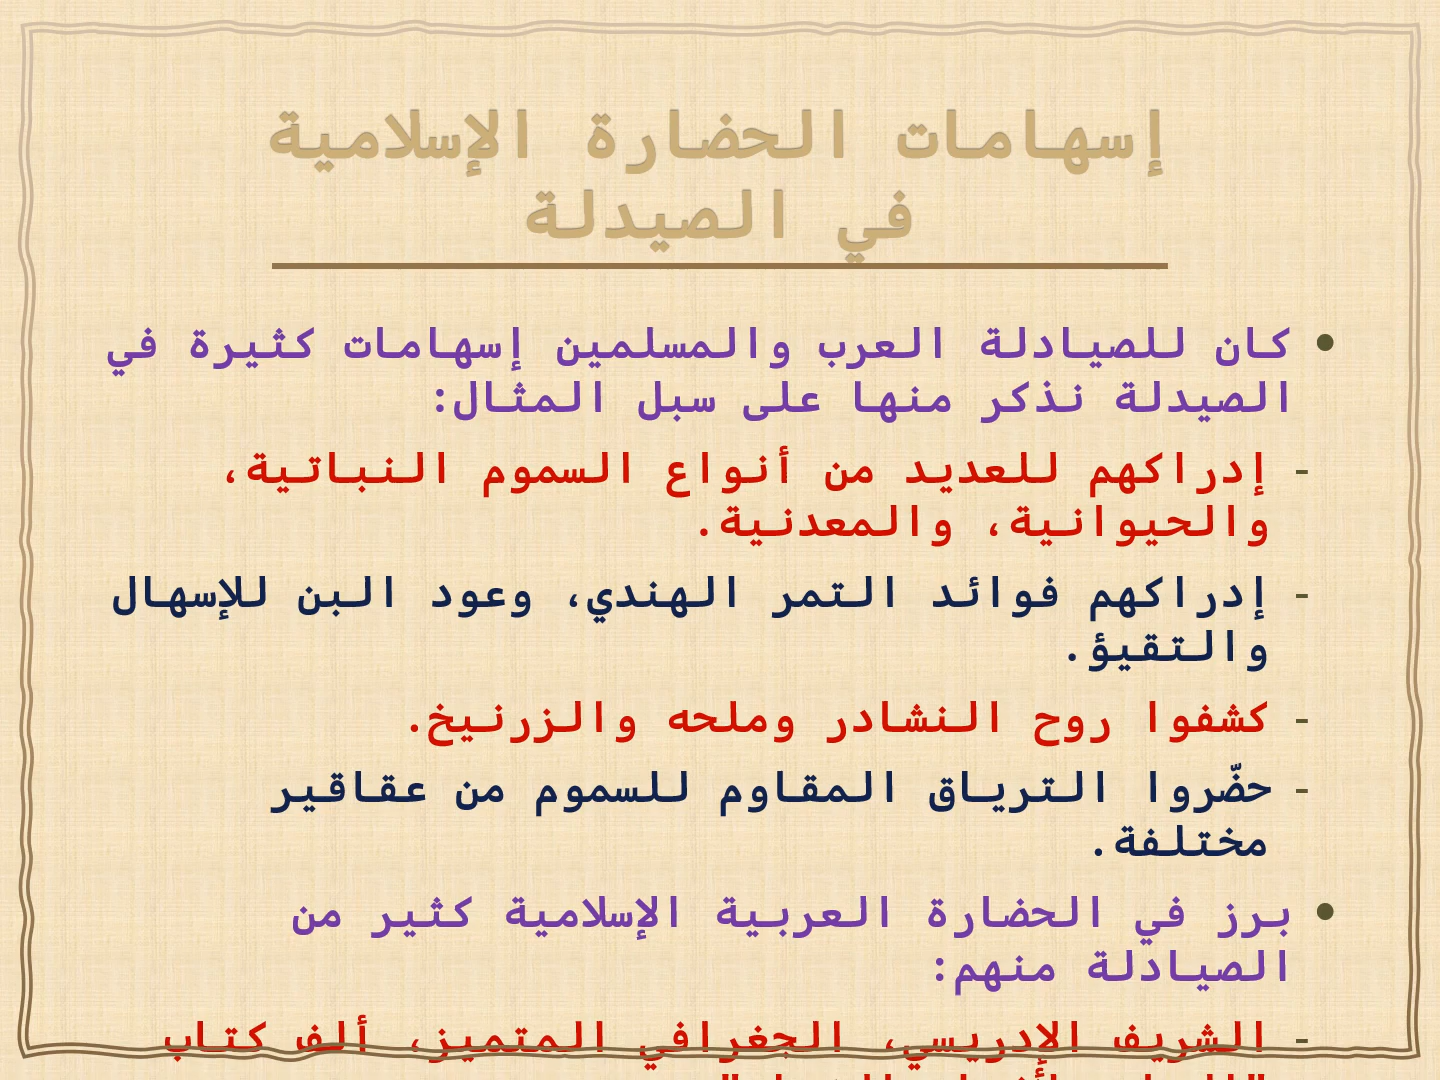 إسهامات الحضارة الإسلامية
في الصيدلة
• كان للصيادلة العرب والمسلمين إسهامات كثيرة في
الصيدلة نذكر منها على سبل المثال:
- إدراكهم للعديد من أنواع السموم النباتية،
والحيوانية، والمعدنية.
- إدراكهم فوائد التمر الهندي، وعود البن للإسهال
والتقيؤ.
- كشفوا روح النشادر وملحه والزرنيخ.
- حضّروا الترياق المقاوم للسموم من عقاقير
مختلفة.
• برز في الحضارة العربية الإسلامية كثير من
الصيادلة منهم:
- الشريف الإدريسي، الجغرافي المتميز، ألف كتاب